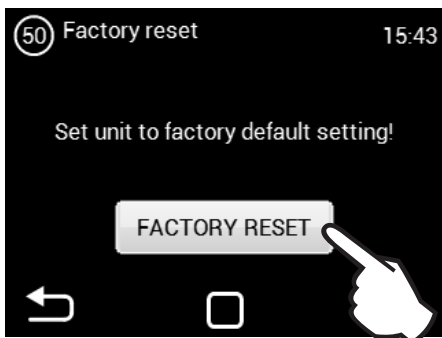 50 Factory reset 15:43
Set unit to factory default setting!
FACTORY RESET